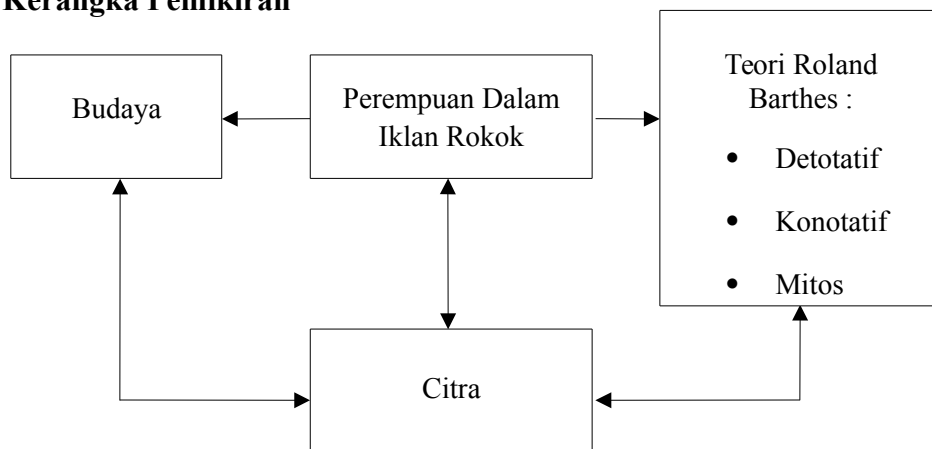 Kerangka Pemikiran
Budaya
Perempuan Dalam
Iklan Rokok
Teori Roland
Barthes :
• Detotatif
• Konotatif
• Mitos
Citra